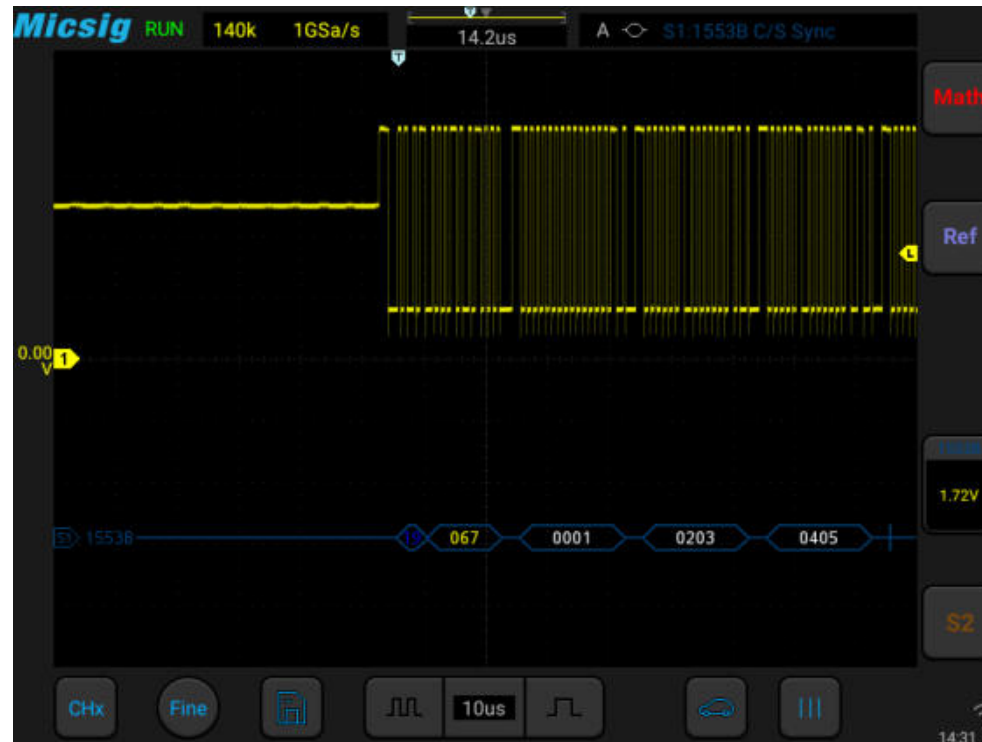 Micsig RUN 140k 1GSa/s 14.2us A S1:1553B C/S Sync
T
Math
Ref
L
0.00 V 1
1.72V
S1 1553B 19 067 0001 0203 0405
S2
CHx Fine 10us
14:31